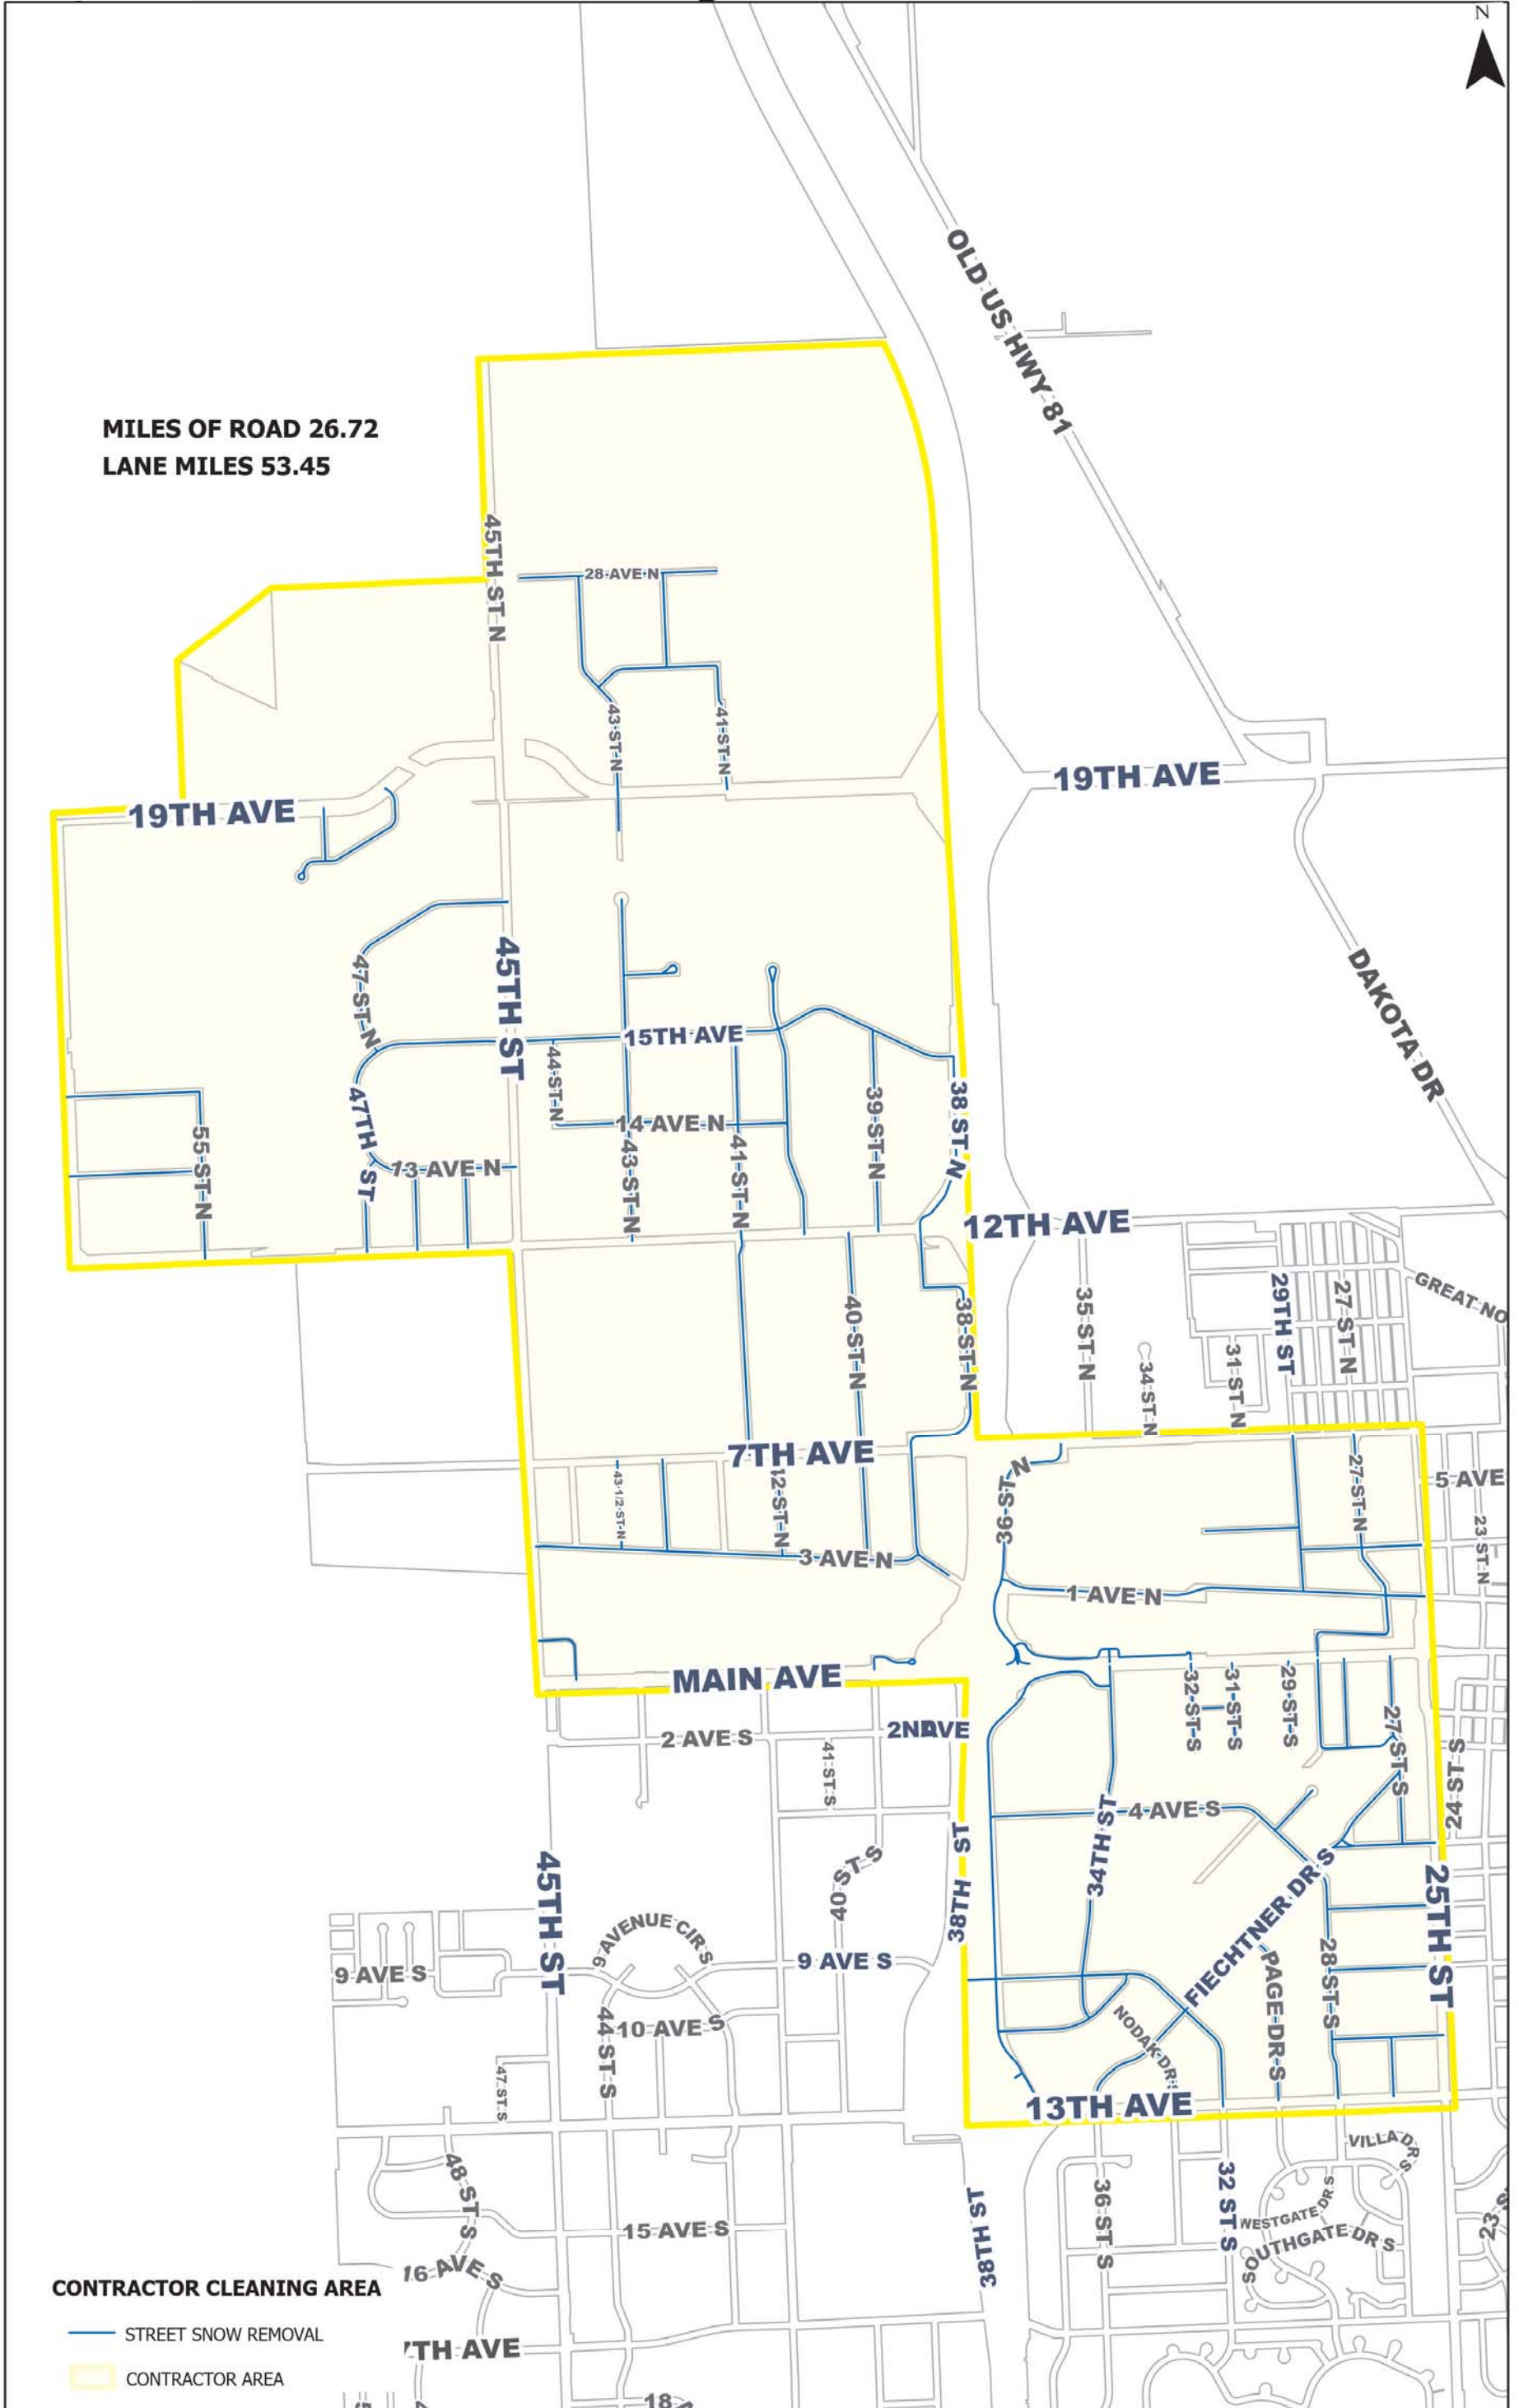 N
OLD US HWY 81
MILES OF ROAD 26.72
LANE MILES 53.45
45TH ST N
28 AVE N
43 ST N
41 ST N
19TH AVE
19TH AVE
DAKOTA DR
47 ST N
45TH ST
15TH AVE
44 ST N
39 ST N
38 ST N
47TH ST
55 ST N
14 AVE N
13 AVE N
43 ST N
41 ST N
12TH AVE
29TH ST
27 ST N
GREAT NO
35 ST N
40 ST N
38 ST N
34 ST N
31 ST N
7TH AVE
43 1/2 ST N
12 ST N
36 ST N
27 ST N
5 AVE
23 ST N
3 AVE N
1 AVE N
MAIN AVE
32 ST S
31 ST S
29 ST S
27 ST S
2 AVE S
2ND AVE
41 ST S
24 ST S
4 AVE S
34TH ST
38TH ST
40 ST S
45TH ST
FIECHTNER DR S
25TH ST
9 AVENUE CIR S
9 AVE S
9 AVE S
28 ST S
PAGE DR S
44 ST S
10 AVE S
NODAK DR S
47 ST S
13TH AVE
VILLA DR S
48 ST S
36 ST S
32 ST S
WESTGATE DR S
SOUTHGATE DR S
38TH ST
23 S
15 AVE S
16 AVE S
CONTRACTOR CLEANING AREA
STREET SNOW REMOVAL
TH AVE
CONTRACTOR AREA
18